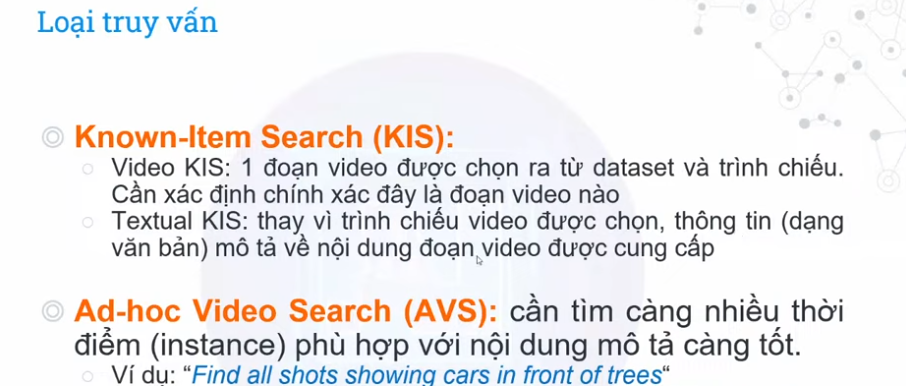 Loại truy vấn
Known-Item Search (KIS):
Video KIS: 1 đoạn video được chọn ra từ dataset và trình chiếu.
Cần xác định chính xác đây là đoạn video nào
Textual KIS: thay vì trình chiếu video được chọn, thông tin (dạng
văn bản) mô tả về nội dung đoạn video được cung cấp
Ad-hoc Video Search (AVS): cần tìm càng nhiều thời
điểm (instance) phù hợp với nội dung mô tả càng tốt.
Ví dụ: “Find all shots showing cars in front of trees“